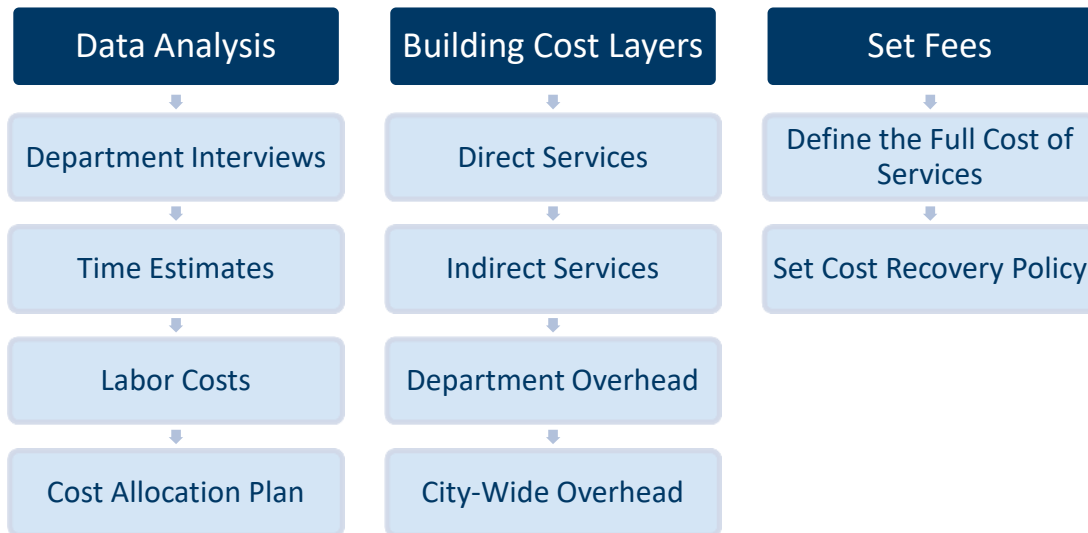 Data Analysis
Department Interviews
Time Estimates
Labor Costs
Cost Allocation Plan
Building Cost Layers
Direct Services
Indirect Services
Department Overhead
City-Wide Overhead
Set Fees
Define the Full Cost of
Services
Set Cost Recovery Policy